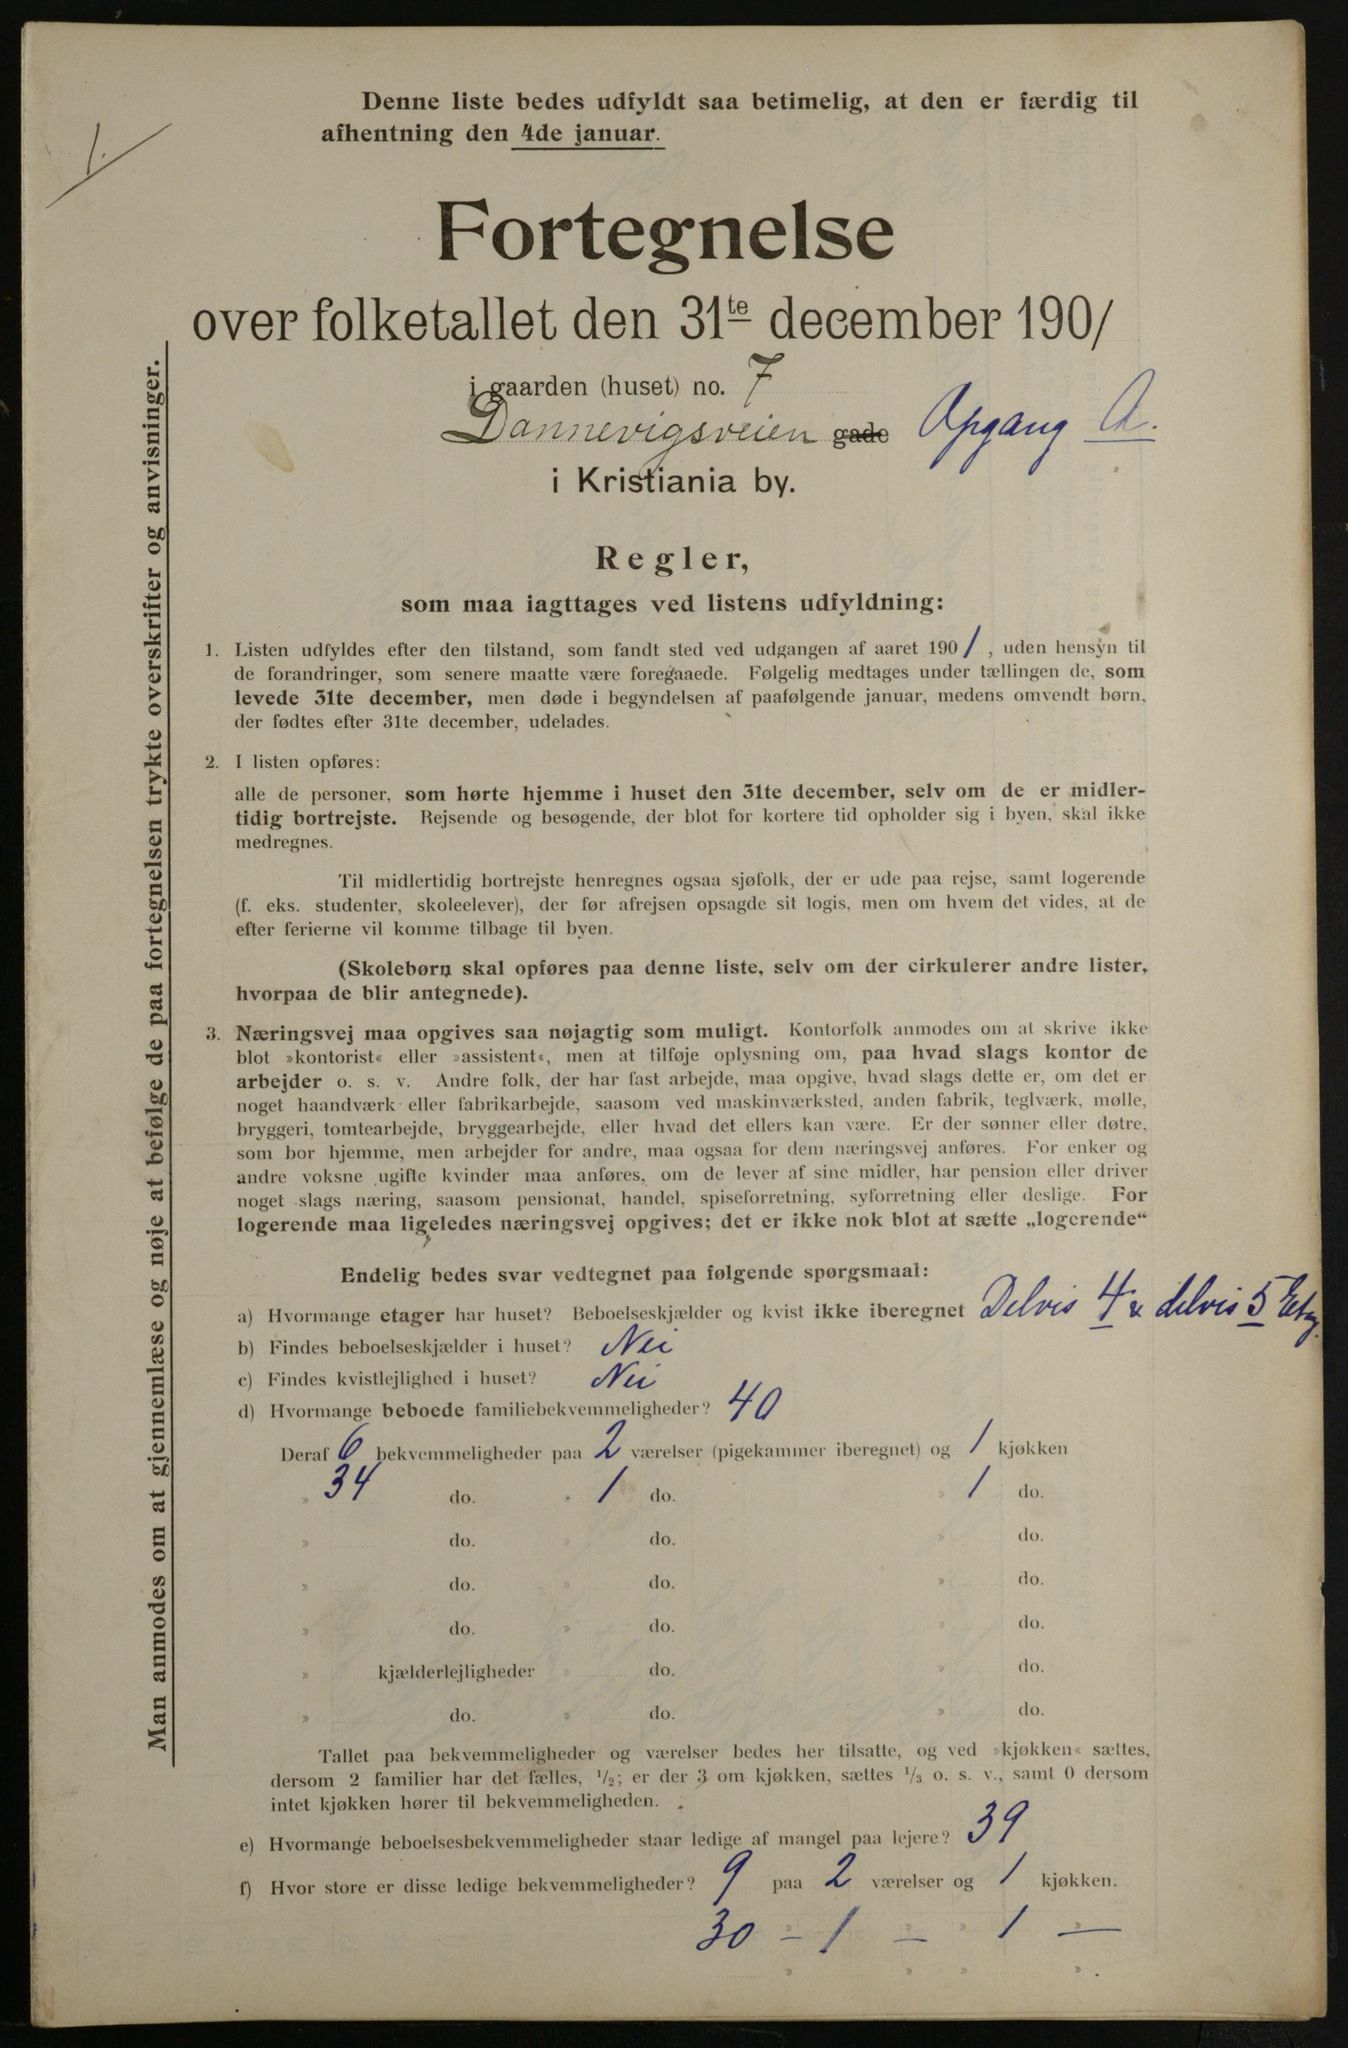 1.
Denne liste bedes udfyldt saa betimelig, at den er færdig til
afhentning den 4de januar.
Fortegnelse
over folketallet den 31te december 1901
i gaarden (huset) no. 7
Dannevigsveien gade Opgang A.
i Kristiania by.
Regler,
som maa iagttages ved listens udfyldning:
1. Listen udfyldes efter den tilstand, som fandt sted ved udgangen af aaret 1901, uden hensyn til
de forandringer, som senere maatte være foregaaede. Følgelig medtages under tællingen de, som
levede 31te december, men døde i begyndelsen af paafølgende januar, medens omvendt børn,
der fødtes efter 31te december, udelades.
2. I listen opføres:
alle de personer, som hørte hjemme i huset den 31te december, selv om de er midler-
tidig bortrejste. Rejsende og besøgende, der blot for kortere tid opholder sig i byen, skal ikke
medregnes.
Til midlertidig bortrejste henregnes ogsaa sjøfolk, der er ude paa rejse, samt logerende
(f. eks. studenter, skoleelever), der før afrejsen opsagde sit logis, men om hvem det vides, at de
efter ferierne vil komme tilbage til byen.
(Skolebørn skal opføres paa denne liste, selv om der cirkulerer andre lister,
hvorpaa de blir antegnede).
3. Næringsvej maa opgives saa nøjagtig som muligt. Kontorfolk anmodes om at skrive ikke
blot »kontorist« eller »assistent«, men at tilføje oplysning om, paa hvad slags kontor de
arbejder o. s. v. Andre folk, der har fast arbejde, maa opgive, hvad slags dette er, om det er
noget haandværk eller fabrikarbejde, saasom ved maskinværksted, anden fabrik, teglværk, mølle,
bryggeri, tomtearbejde, bryggearbejde, eller hvad det ellers kan være. Er der sønner eller døtre,
som bor hjemme, men arbejder for andre, maa ogsaa for dem næringsvej anføres. For enker og
andre voksne ugifte kvinder maa anføres, om de lever af sine midler, har pension eller driver
noget slags næring, saasom pensionat, handel, spiseforretning, syforretning eller deslige. For
logerende maa ligeledes næringsvej opgives; det er ikke nok blot at sætte „logerende“
Endelig bedes svar vedtegnet paa følgende spørgsmaal:
a) Hvormange etager har huset? Beboelseskjælder og kvist ikke iberegnet Delvis 4 & delvis 5 Etag.
b) Findes beboelseskjælder i huset? Nei
c) Findes kvistlejlighed i huset? Nei
d) Hvormange beboede familiebekvemmeligheder? 40
Deraf 6 bekvemmeligheder paa 2 værelser (pigekammer iberegnet) og 1 kjøkken
» 34 do. » 1 do. » 1 do.
» do. do. » do.
» do. » do. » do.
» do. » do. do.
» kjælderlejligheder » do. » do.
» do. » do. » do.
Tallet paa bekvemmeligheder og værelser bedes her tilsatte, og ved »kjøkken« sættes,
dersom 2 familier har det fælles, 1/2; er der 3 om kjøkken, sættes 1/3 o. s. v., samt 0 dersom
intet kjøkken hører til bekvemmeligheden.
e) Hvormange beboelsesbekvemmeligheder staar ledige af mangel paa lejere? 39
f) Hvor store er disse ledige bekvemmeligheder? 9 paa 2 værelser og 1 kjøkken.
30 – 1 – » 1 –
» » » ».
Man anmodes om at gjennemlæse og nøje at befølge de paa fortegnelsen trykte overskrifter og anvisninger.